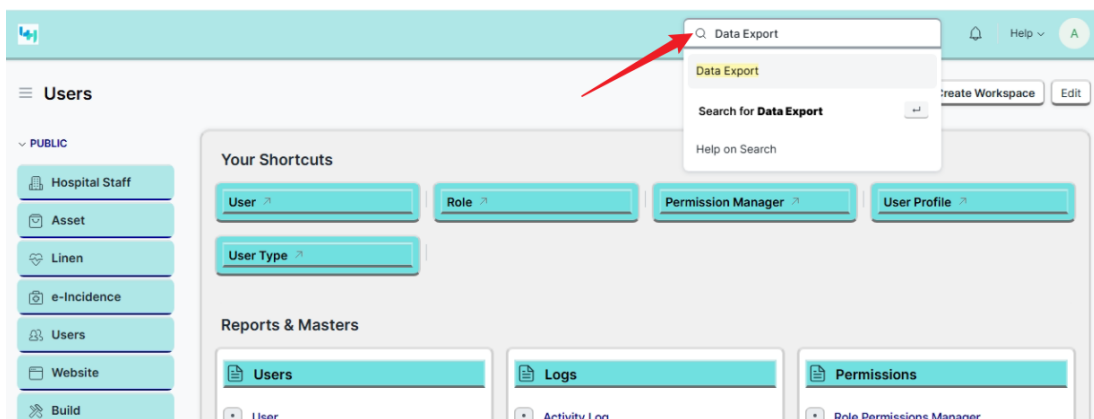 Data Export
Help
A
Users
Data Export
Create Workspace
Edit
Search for Data Export
Help on Search
PUBLIC
Hospital Staff
Asset
Linen
e-Incidence
Users
Website
Build
Your Shortcuts
User
Role
Permission Manager
User Profile
User Type
Reports & Masters
Users
Logs
Permissions
User
Activity Log
Role Permissions Manager